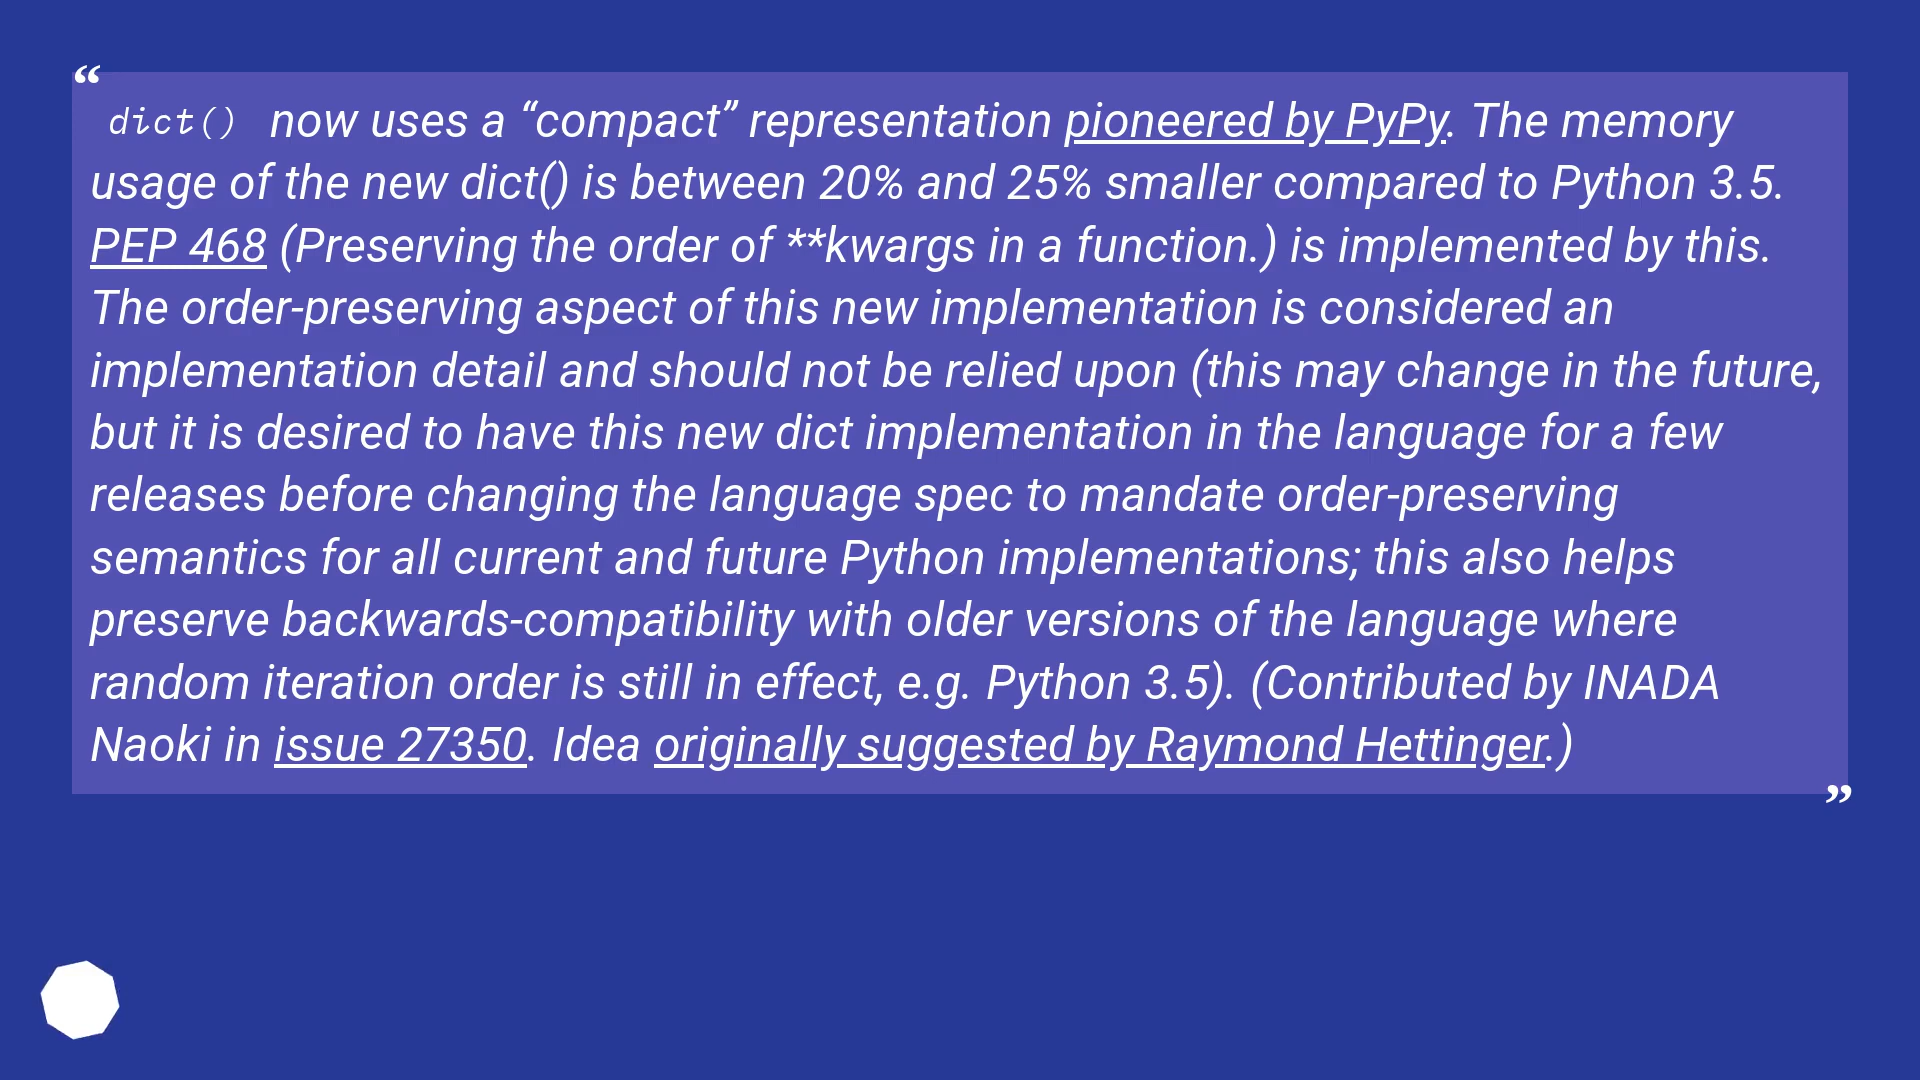 “
dict() now uses a “compact” representation pioneered by PyPy. The memory
usage of the new dict() is between 20% and 25% smaller compared to Python 3.5.
PEP 468 (Preserving the order of **kwargs in a function.) is implemented by this.
The order-preserving aspect of this new implementation is considered an
implementation detail and should not be relied upon (this may change in the future,
but it is desired to have this new dict implementation in the language for a few
releases before changing the language spec to mandate order-preserving
semantics for all current and future Python implementations; this also helps
preserve backwards-compatibility with older versions of the language where
random iteration order is still in effect, e.g. Python 3.5). (Contributed by INADA
Naoki in issue 27350. Idea originally suggested by Raymond Hettinger.)
”